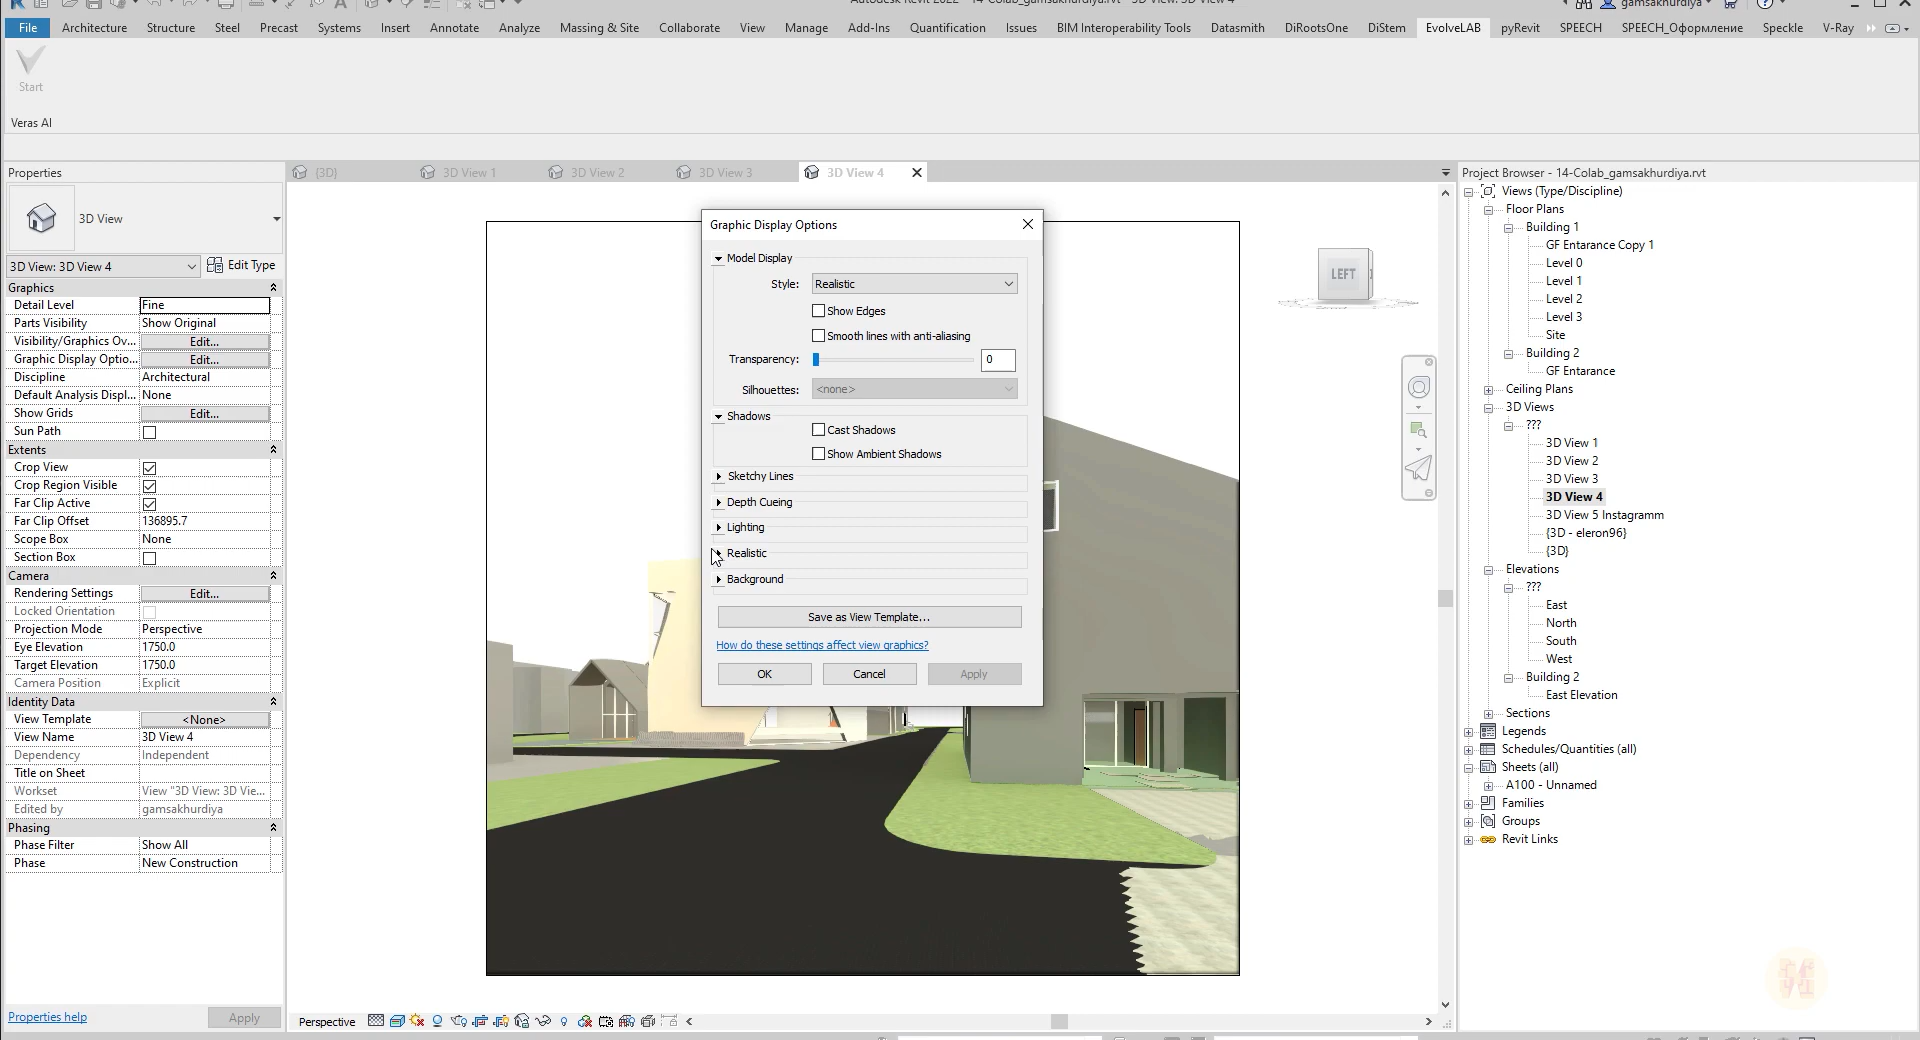 gamsakhurdiya
File Architecture Structure Steel Precast Systems Insert Annotate Analyze Massing & Site Collaborate View Manage Add-Ins Quantification Issues BIM Interoperability Tools Datasmith DiRootsOne DiStem EvolveLAB pyRevit SPEECH SPEECH_Оформление Speckle V-Ray
Start
Veras AI
Properties
{3D} 3D View 1 3D View 2 3D View 3 3D View 4
Project Browser - 14-Colab_gamsakhurdiya.rvt
3D View
3D View: 3D View 4 Edit Type
Graphics
Detail Level Fine
Parts Visibility Show Original
Visibility/Graphics Ov... Edit...
Graphic Display Optio... Edit...
Discipline Architectural
Default Analysis Displ... None
Show Grids Edit...
Sun Path
Extents
Crop View
Crop Region Visible
Far Clip Active
Far Clip Offset 136895.7
Scope Box None
Section Box
Camera
Rendering Settings Edit...
Locked Orientation
Projection Mode Perspective
Eye Elevation 1750.0
Target Elevation 1750.0
Camera Position Explicit
Identity Data
View Template <None>
View Name 3D View 4
Dependency Independent
Title on Sheet
Workset View "3D View: 3D Vie...
Edited by gamsakhurdiya
Phasing
Phase Filter Show All
Phase New Construction
Properties help Apply
Graphic Display Options
Model Display
Style: Realistic
Show Edges
Smooth lines with anti-aliasing
Transparency: 0
Silhouettes: <none>
Shadows
Cast Shadows
Show Ambient Shadows
Sketchy Lines
Depth Cueing
Lighting
Realistic
Background
Save as View Template...
How do these settings affect view graphics?
OK Cancel Apply
LEFT
Perspective
Views (Type/Discipline)
Floor Plans
Building 1
GF Entarance Copy 1
Level 0
Level 1
Level 2
Level 3
Site
Building 2
GF Entarance
Ceiling Plans
3D Views
???
3D View 1
3D View 2
3D View 3
3D View 4
3D View 5 Instagramm
{3D - eleron96}
{3D}
Elevations
???
East
North
South
West
Building 2
East Elevation
Sections
Legends
Schedules/Quantities (all)
Sheets (all)
A100 - Unnamed
Families
Groups
Revit Links